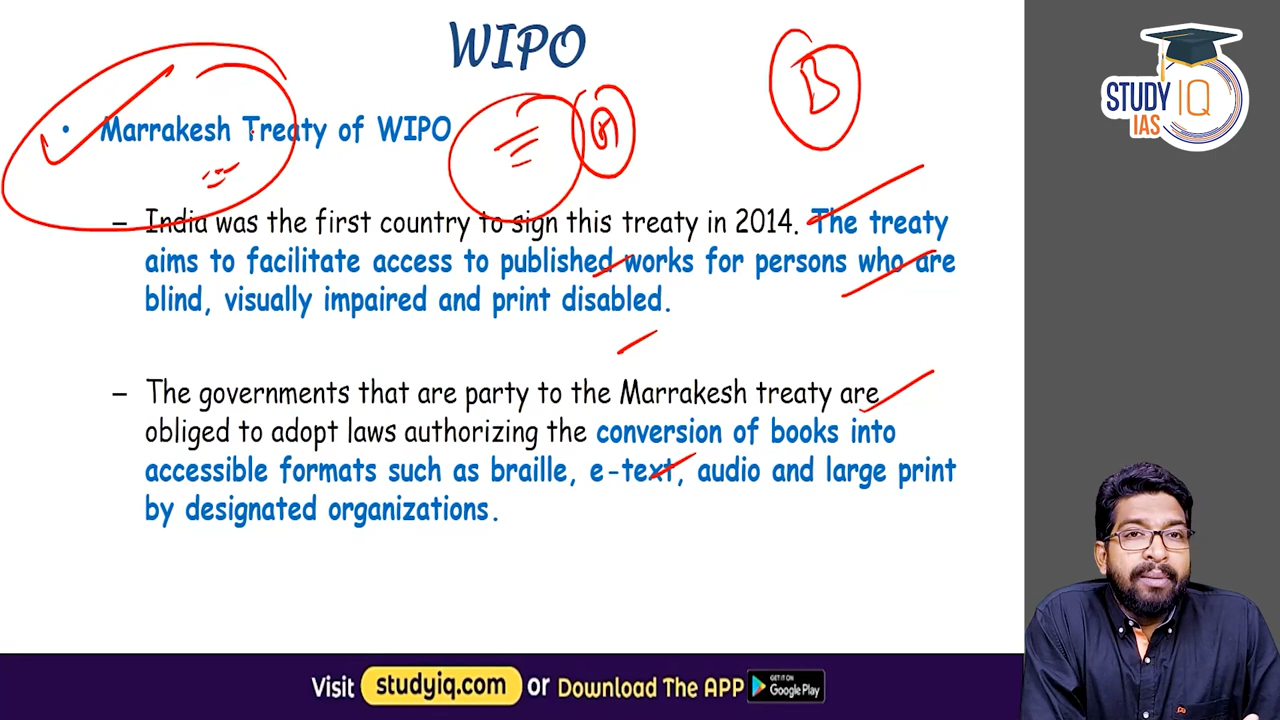 WIPO
STUDY IQ
IAS
• Marrakesh Treaty of WIPO
B
– India was the first country to sign this treaty in 2014. The treaty
aims to facilitate access to published works for persons who are
blind, visually impaired and print disabled.
– The governments that are party to the Marrakesh treaty are
obliged to adopt laws authorizing the conversion of books into
accessible formats such as braille, e-text, audio and large print
by designated organizations.
Visit studyiq.com or Download The APP GET IT ON Google Play